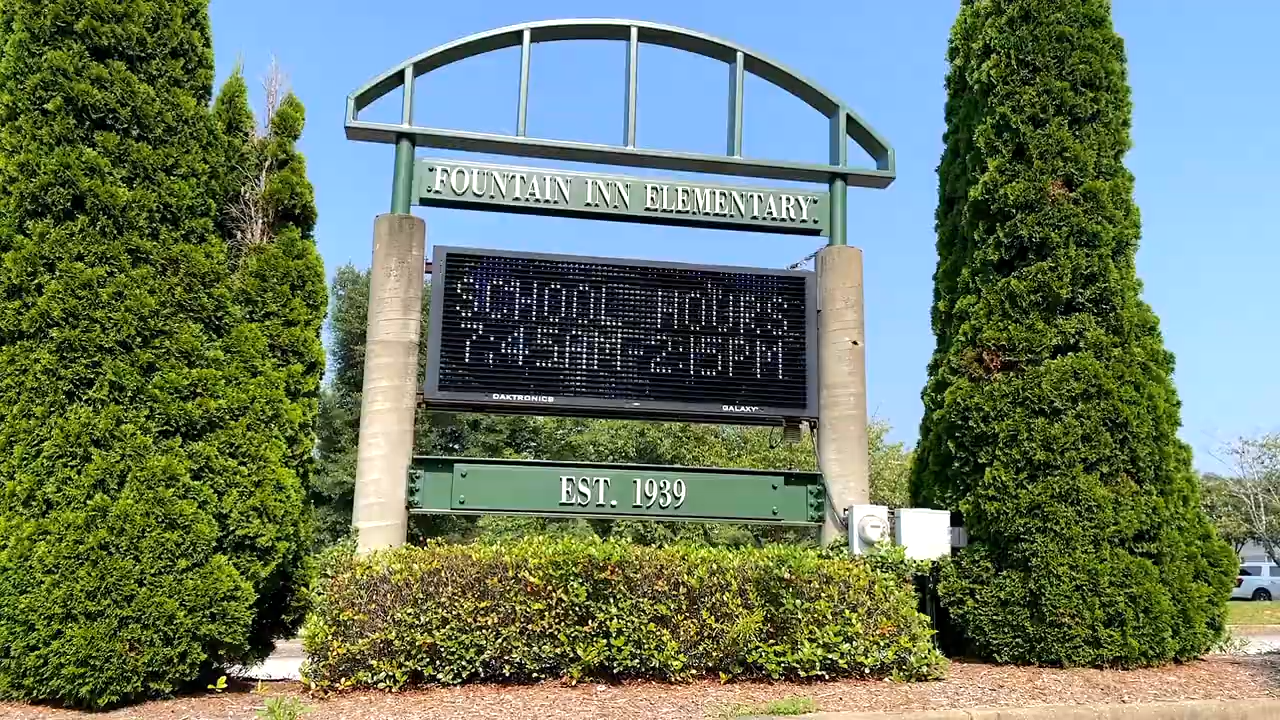 FOUNTAIN INN ELEMENTARY
SCHOOL HOURS
7:45AM-2:15PM
DAKTRONICS GALAXY
EST. 1939